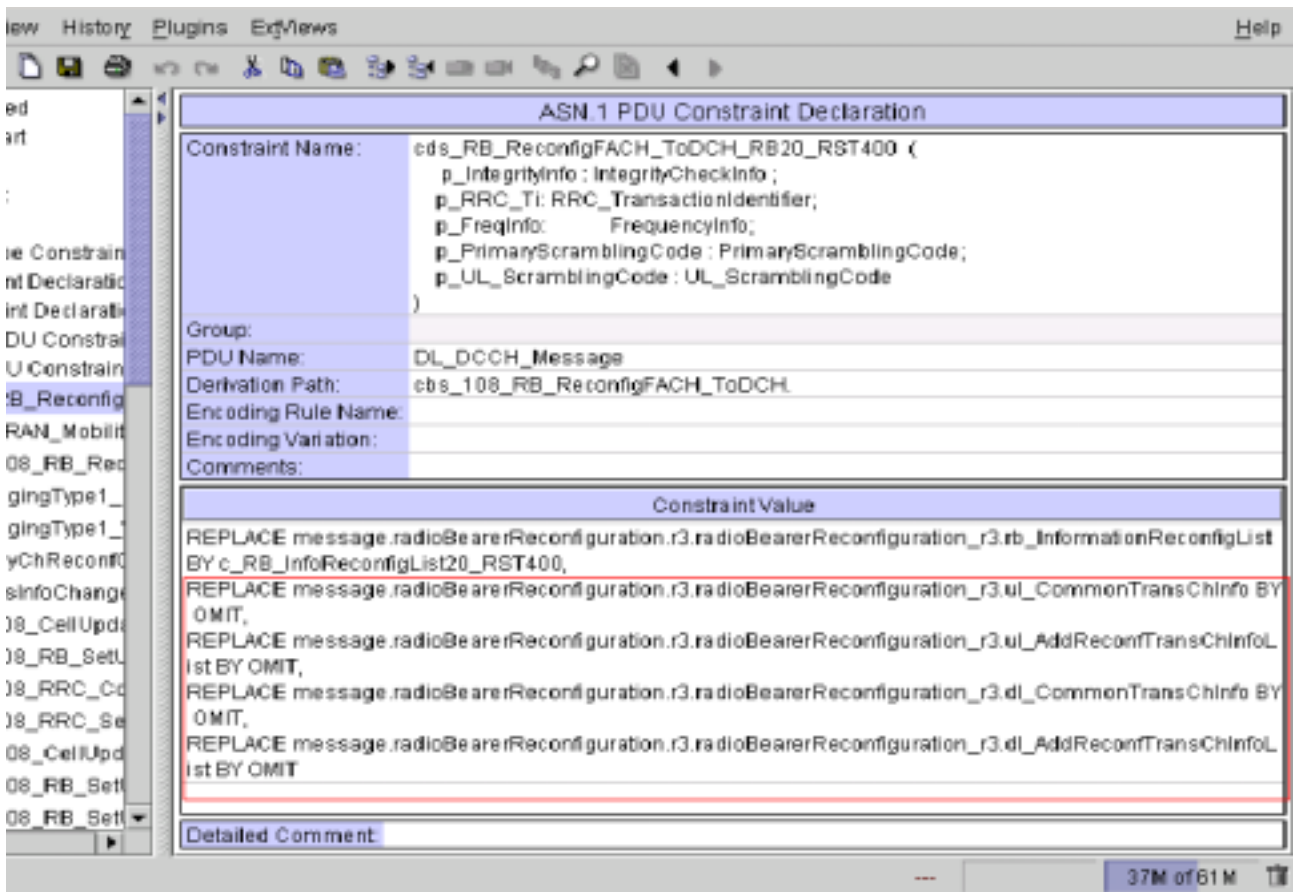 iew History Plugins ExtViews Help
ed
art
:
ne Constrain
nt Declaratio
int Declaratio
DU Constrai
U Constrain
RB_Reconfig
RAN_Mobilit
08_RB_Rec
gingType1_
gingType1_
yChReconf
sInfoChange
08_CellUpda
08_RB_Set
08_RRC_Co
08_RRC_Se
08_CellUpd
08_RB_Set
08_RB_Set
ASN.1 PDU Constraint Declaration
Constraint Name: cds_RB_ReconfigFACH_ToDCH_RB20_RST400 (
p_IntegrityInfo : IntegrityCheckInfo ;
p_RRC_Ti: RRC_TransactionIdentifier;
p_FreqInfo: FrequencyInfo;
p_PrimaryScramblingCode : PrimaryScramblingCode;
p_UL_ScramblingCode : UL_ScramblingCode
)
Group:
PDU Name: DL_DCCH_Message
Derivation Path: cbs_108_RB_ReconfigFACH_ToDCH.
Encoding Rule Name:
Encoding Variation:
Comments:
Constraint Value
REPLACE message.radioBearerReconfiguration.r3.radioBearerReconfiguration_r3.rb_InformationReconfigList
BY c_RB_InfoReconfigList20_RST400,
REPLACE message.radioBearerReconfiguration.r3.radioBearerReconfiguration_r3.ul_CommonTransChInfo BY
OMIT,
REPLACE message.radioBearerReconfiguration.r3.radioBearerReconfiguration_r3.ul_AddReconfTransChInfoL
ist BY OMIT,
REPLACE message.radioBearerReconfiguration.r3.radioBearerReconfiguration_r3.dl_CommonTransChInfo BY
OMIT,
REPLACE message.radioBearerReconfiguration.r3.radioBearerReconfiguration_r3.dl_AddReconfTransChInfoL
ist BY OMIT
Detailed Comment:
--- 37M of 61M